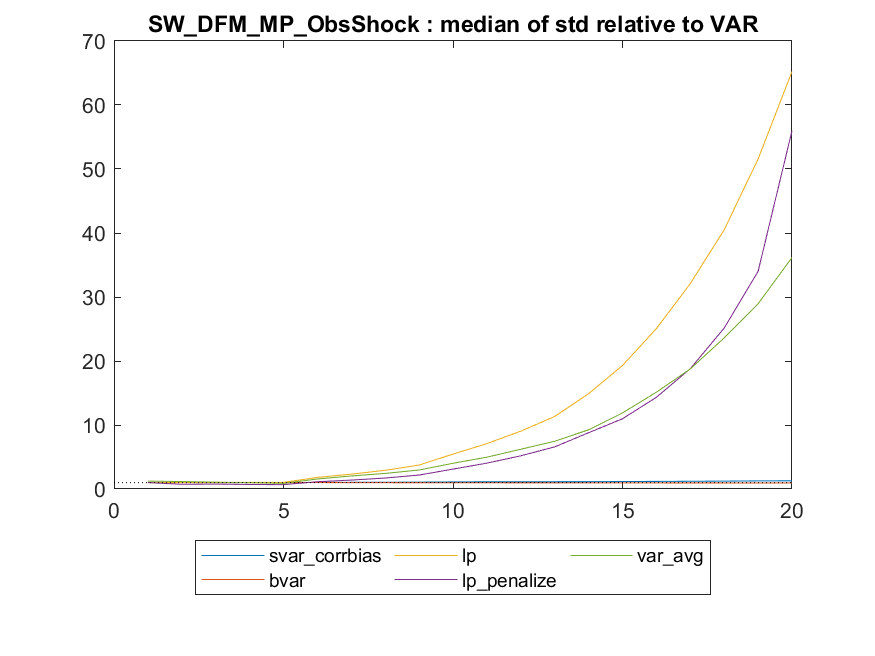 SW_DFM_MP_ObsShock : median of std relative to VAR
70
60
50
40
30
20
10
0
0 5 10 15 20
svar_corrbias lp var_avg
bvar lp_penalize